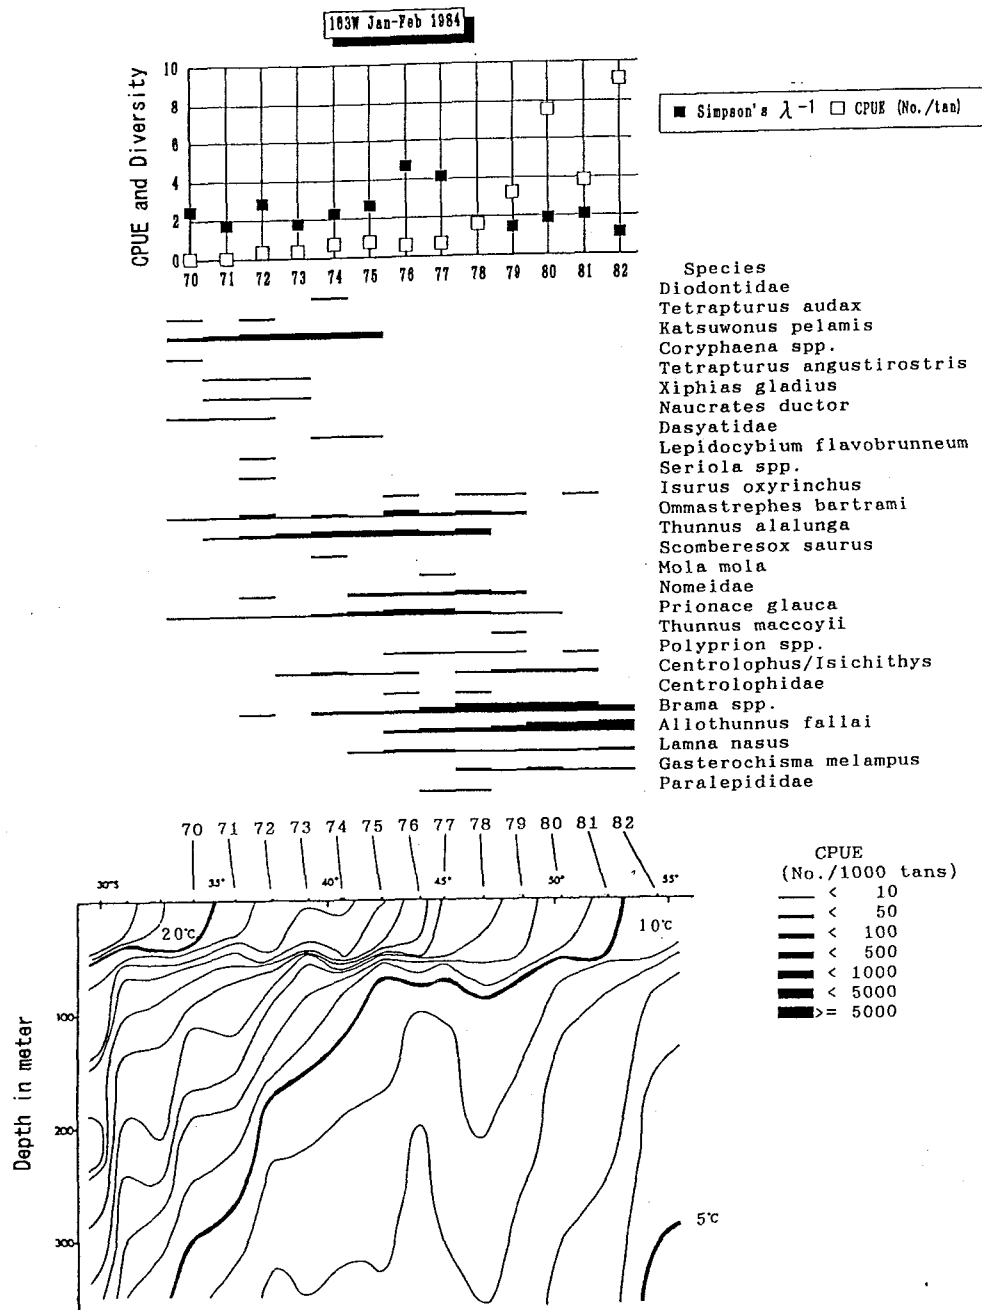 163W Jan-Feb 1984
CPUE and Diversity
10
8
6
4
2
0
70 71 72 73 74 75 76 77 78 79 80 81 82
■ Simpson's λ -1 □ CPUE (No./tan)
Species
Diodontidae
Tetrapturus audax
Katsuwonus pelamis
Coryphaena spp.
Tetrapturus angustirostris
Xiphias gladius
Naucrates ductor
Dasyatidae
Lepidocybium flavobrunneum
Seriola spp.
Isurus oxyrinchus
Ommastrephes bartrami
Thunnus alalunga
Scomberesox saurus
Mola mola
Nomeidae
Prionace glauca
Thunnus maccoyii
Polyprion spp.
Centrolophus/Isichithys
Centrolophidae
Brama spp.
Allothunnus fallai
Lamna nasus
Gasterochisma melampus
Paralepididae
70 71 72 73 74 75 76 77 78 79 80 81 82
30°S 35° 40° 45° 50° 55°
20℃
10℃
5℃
Depth in meter
100
200
300
CPUE
(No./1000 tans)
< 10
< 50
< 100
< 500
< 1000
< 5000
>= 5000